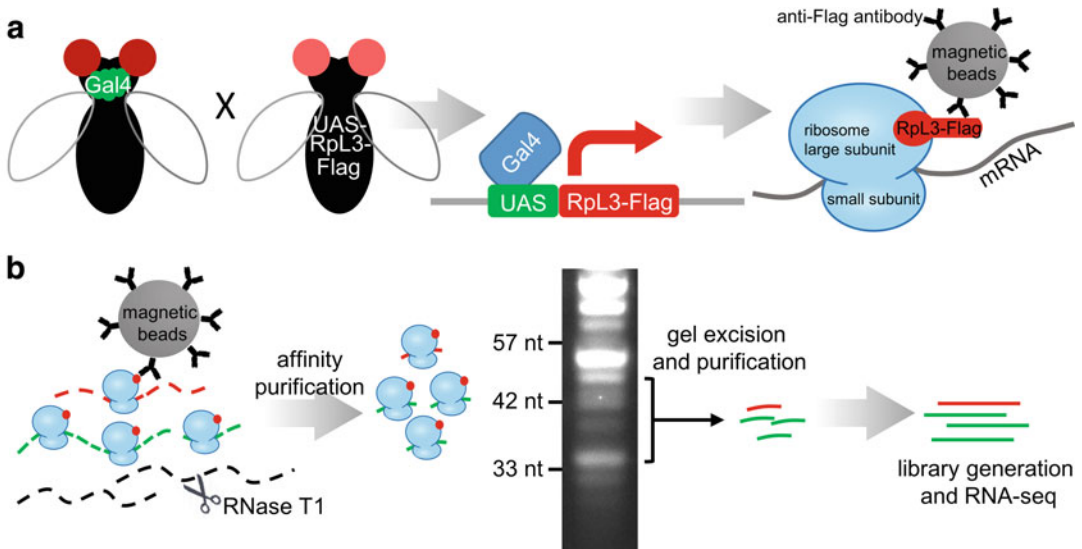 a
Gal4
X
UAS-
RpL3-
Flag
Gal4
UAS
RpL3-Flag
anti-Flag antibody
magnetic
beads
RpL3-Flag
ribosome
large subunit
small subunit
mRNA
b
magnetic
beads
RNase T1
affinity
purification
57 nt
42 nt
33 nt
gel excision
and purification
library generation
and RNA-seq